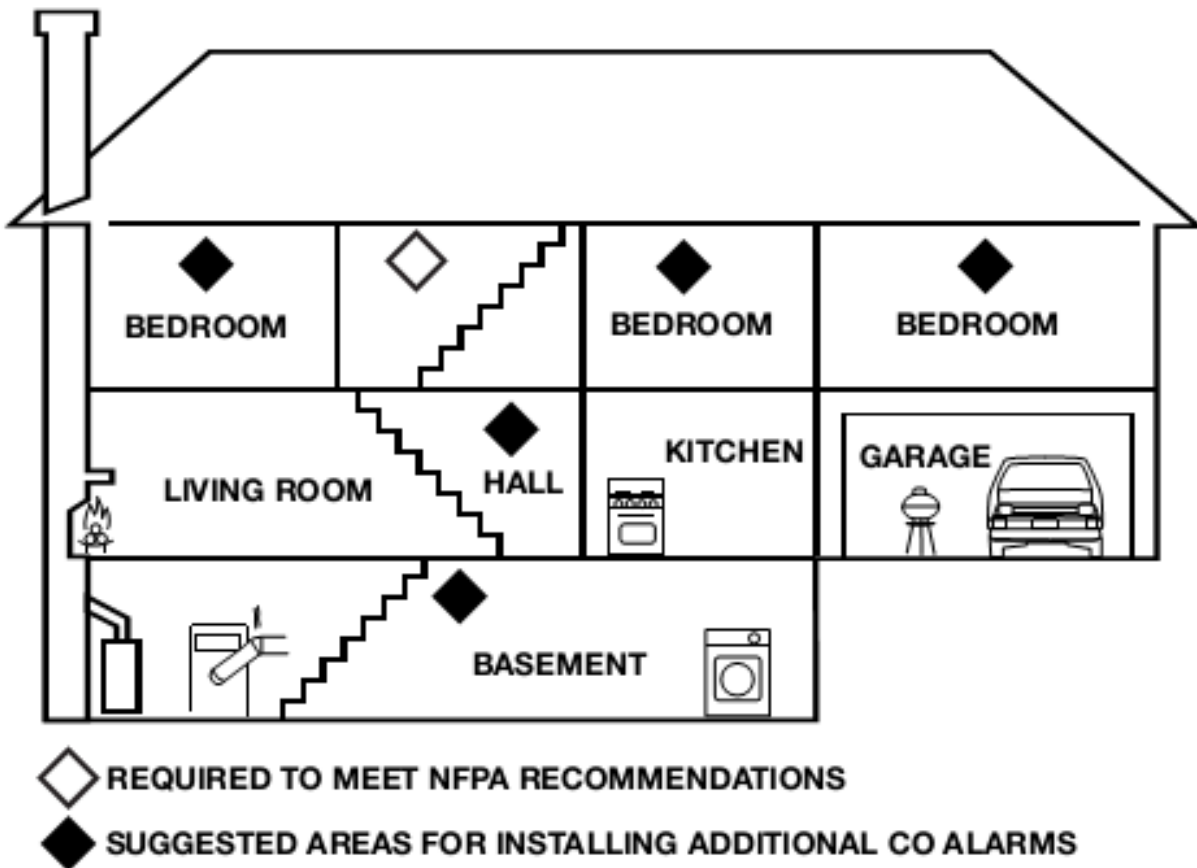 BEDROOM
BEDROOM
BEDROOM
LIVING ROOM
HALL
KITCHEN
GARAGE
BASEMENT
REQUIRED TO MEET NFPA RECOMMENDATIONS
SUGGESTED AREAS FOR INSTALLING ADDITIONAL CO ALARMS